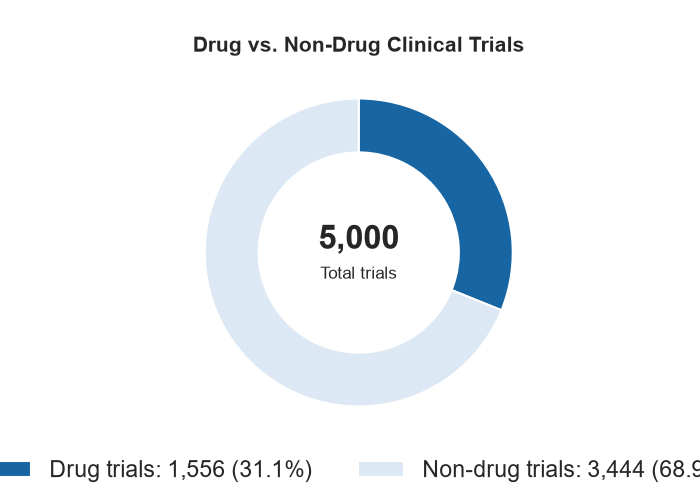 Drug vs. Non-Drug Clinical Trials
5,000
Total trials
Drug trials: 1,556 (31.1%)
Non-drug trials: 3,444 (68.9